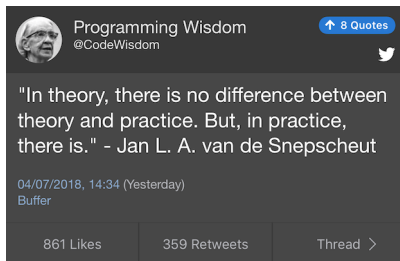 Programming Wisdom
@CodeWisdom
↑ 8 Quotes
"In theory, there is no difference between
theory and practice. But, in practice,
there is." - Jan L. A. van de Snepscheut
04/07/2018, 14:34 (Yesterday)
Buffer
861 Likes
359 Retweets
Thread >